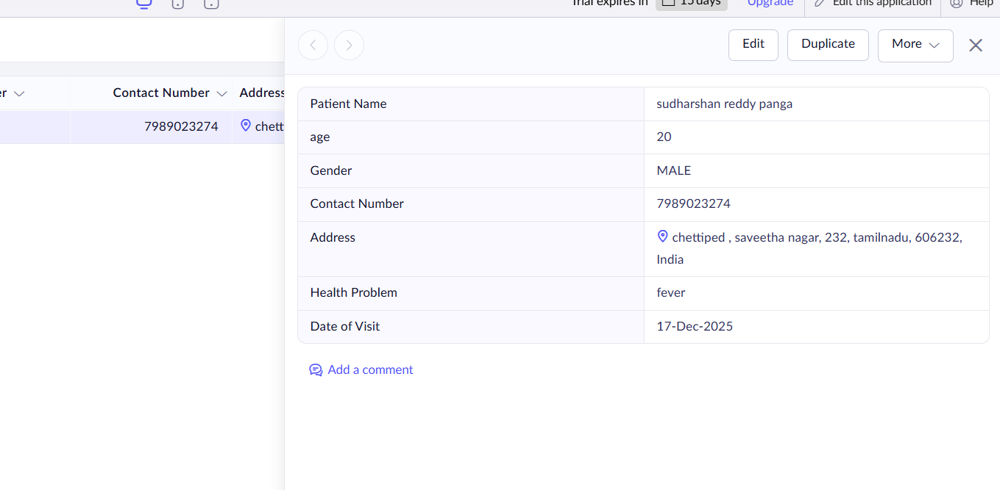 Trial expires in 15 days Upgrade Edit this application Help
Edit Duplicate More
er Contact Number Address
7989023274 chett
Patient Name sudharshan reddy panga
age 20
Gender MALE
Contact Number 7989023274
Address chettiped , saveetha nagar, 232, tamilnadu, 606232,
India
Health Problem fever
Date of Visit 17-Dec-2025
Add a comment